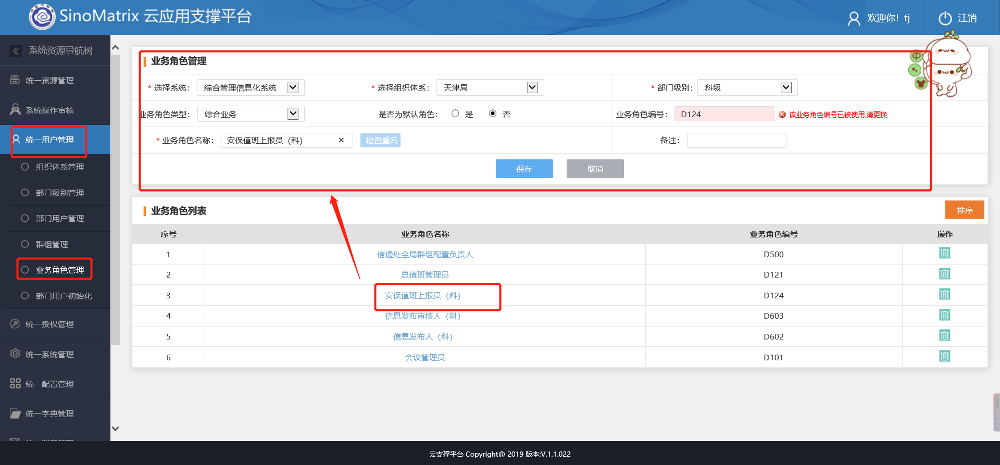 SinoMatrix 云应用支撑平台
欢迎你！tj
注销
系统资源导航树
统一资源管理
系统操作审核
统一用户管理
组织体系管理
部门级别管理
部门用户管理
群组管理
业务角色管理
部门用户初始化
统一授权管理
统一系统管理
统一配置管理
统一字典管理
业务角色管理
* 选择系统： 综合管理信息化系统
* 选择组织体系： 天津局
* 部门级别： 科级
业务角色类型： 综合业务
是否为默认角色： 是 否
业务角色编号： D124 该业务角色编号已被使用,请更换
* 业务角色名称： 安保值班上报员（科） 检查重名
备注：
保存 取消
中
业务角色列表
排序
序号 业务角色名称 业务角色编号 操作
1 信通处全局群组配置负责人 D500
2 总值班管理员 D121
3 安保值班上报员（科） D124
4 信息发布审核人（科） D603
5 信息发布人（科） D602
6 会议管理员 D101
云支撑平台 Copyright@ 2019 版本:V.1.1.022